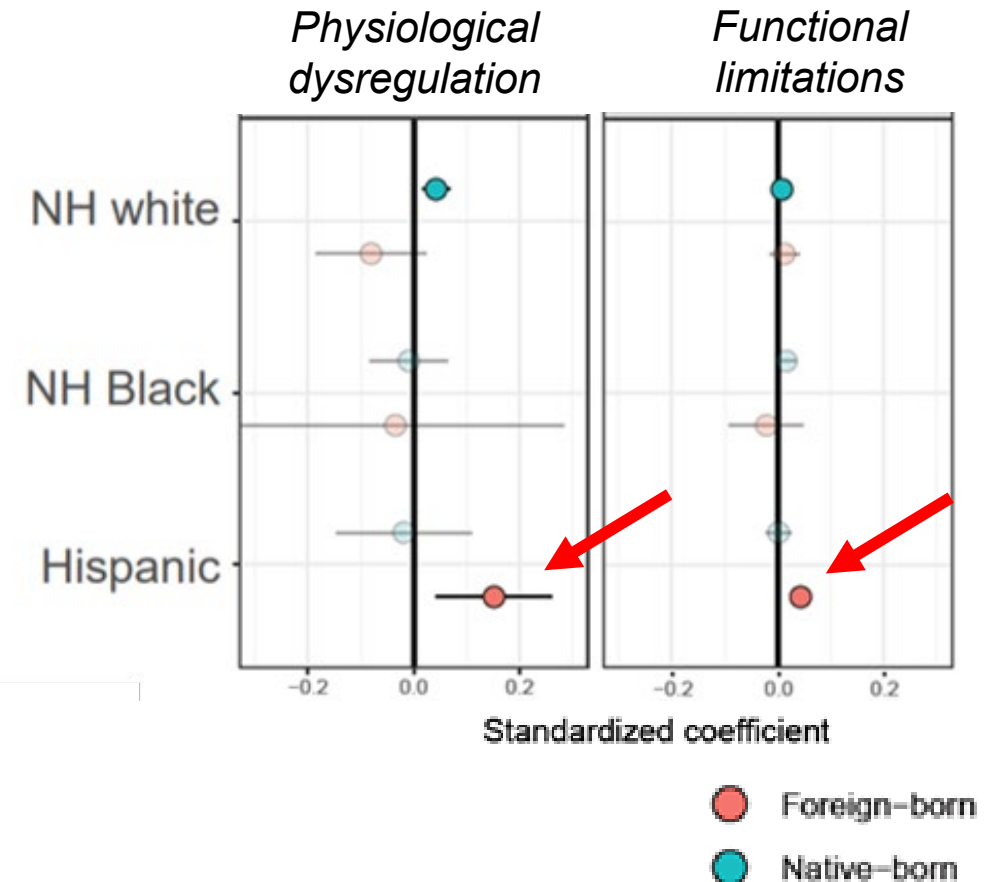 Physiological
dysregulation
Functional
limitations
NH white
NH Black
Hispanic
−0.2 0.0 0.2
−0.2 0.0 0.2
Standardized coefficient
Foreign−born
Native−born